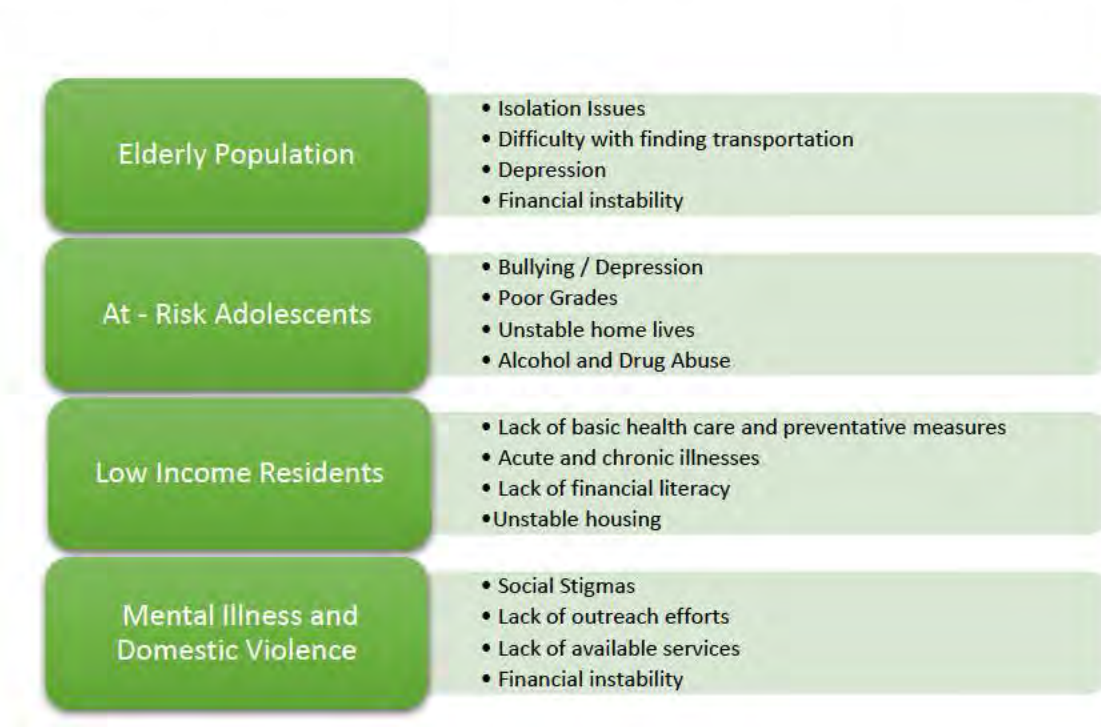 Elderly Population
• Isolation Issues
• Difficulty with finding transportation
• Depression
• Financial instability
At - Risk Adolescents
• Bullying / Depression
• Poor Grades
• Unstable home lives
• Alcohol and Drug Abuse
Low Income Residents
• Lack of basic health care and preventative measures
• Acute and chronic illnesses
• Lack of financial literacy
•Unstable housing
Mental Illness and
Domestic Violence
• Social Stigmas
• Lack of outreach efforts
• Lack of available services
• Financial instability